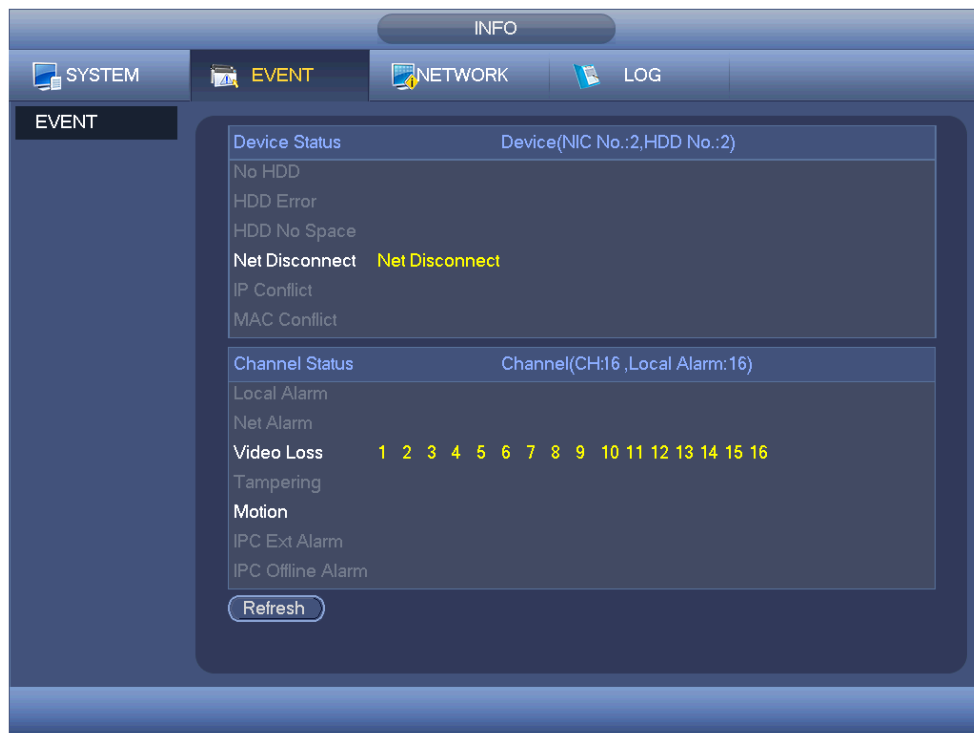 INFO
SYSTEM EVENT NETWORK LOG
EVENT
Device Status Device(NIC No.:2,HDD No.:2)
No HDD
HDD Error
HDD No Space
Net Disconnect Net Disconnect
IP Conflict
MAC Conflict
Channel Status Channel(CH:16 ,Local Alarm:16)
Local Alarm
Net Alarm
Video Loss 1 2 3 4 5 6 7 8 9 10 11 12 13 14 15 16
Tampering
Motion
IPC Ext Alarm
IPC Offline Alarm
Refresh